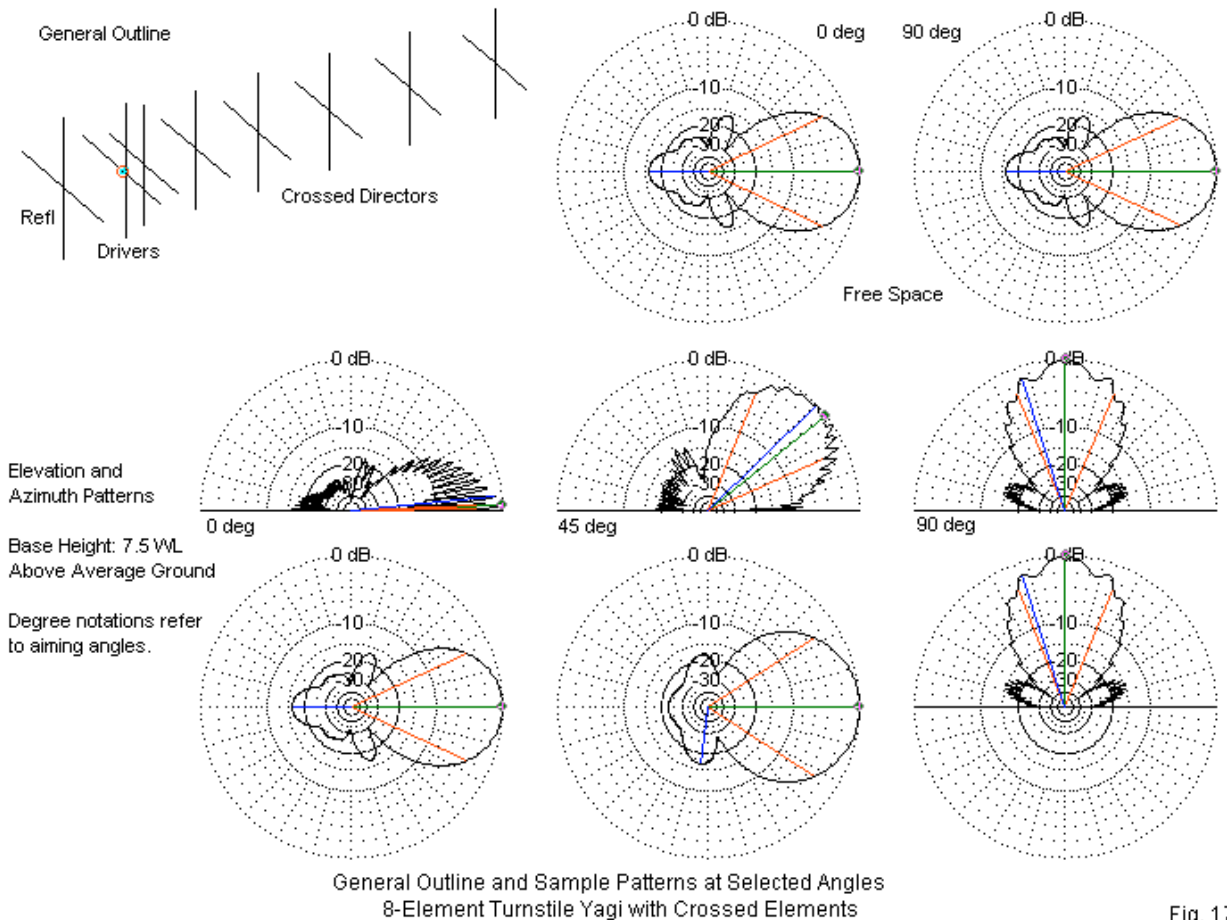 General Outline
Refl
Drivers
Crossed Directors
0 dB
-10
20
30
0 deg
90 deg
0 dB
-10
20
30
Free Space
Elevation and
Azimuth Patterns
Base Height: 7.5 WL
Above Average Ground
Degree notations refer
to aiming angles.
0 dB
-10
20
30
0 deg
0 dB
-10
20
30
45 deg
0 dB
-10
20
30
90 deg
0 dB
-10
20
30
0 dB
-10
20
30
0 dB
-10
20
30
General Outline and Sample Patterns at Selected Angles
8-Element Turnstile Yagi with Crossed Elements
Fig. 17